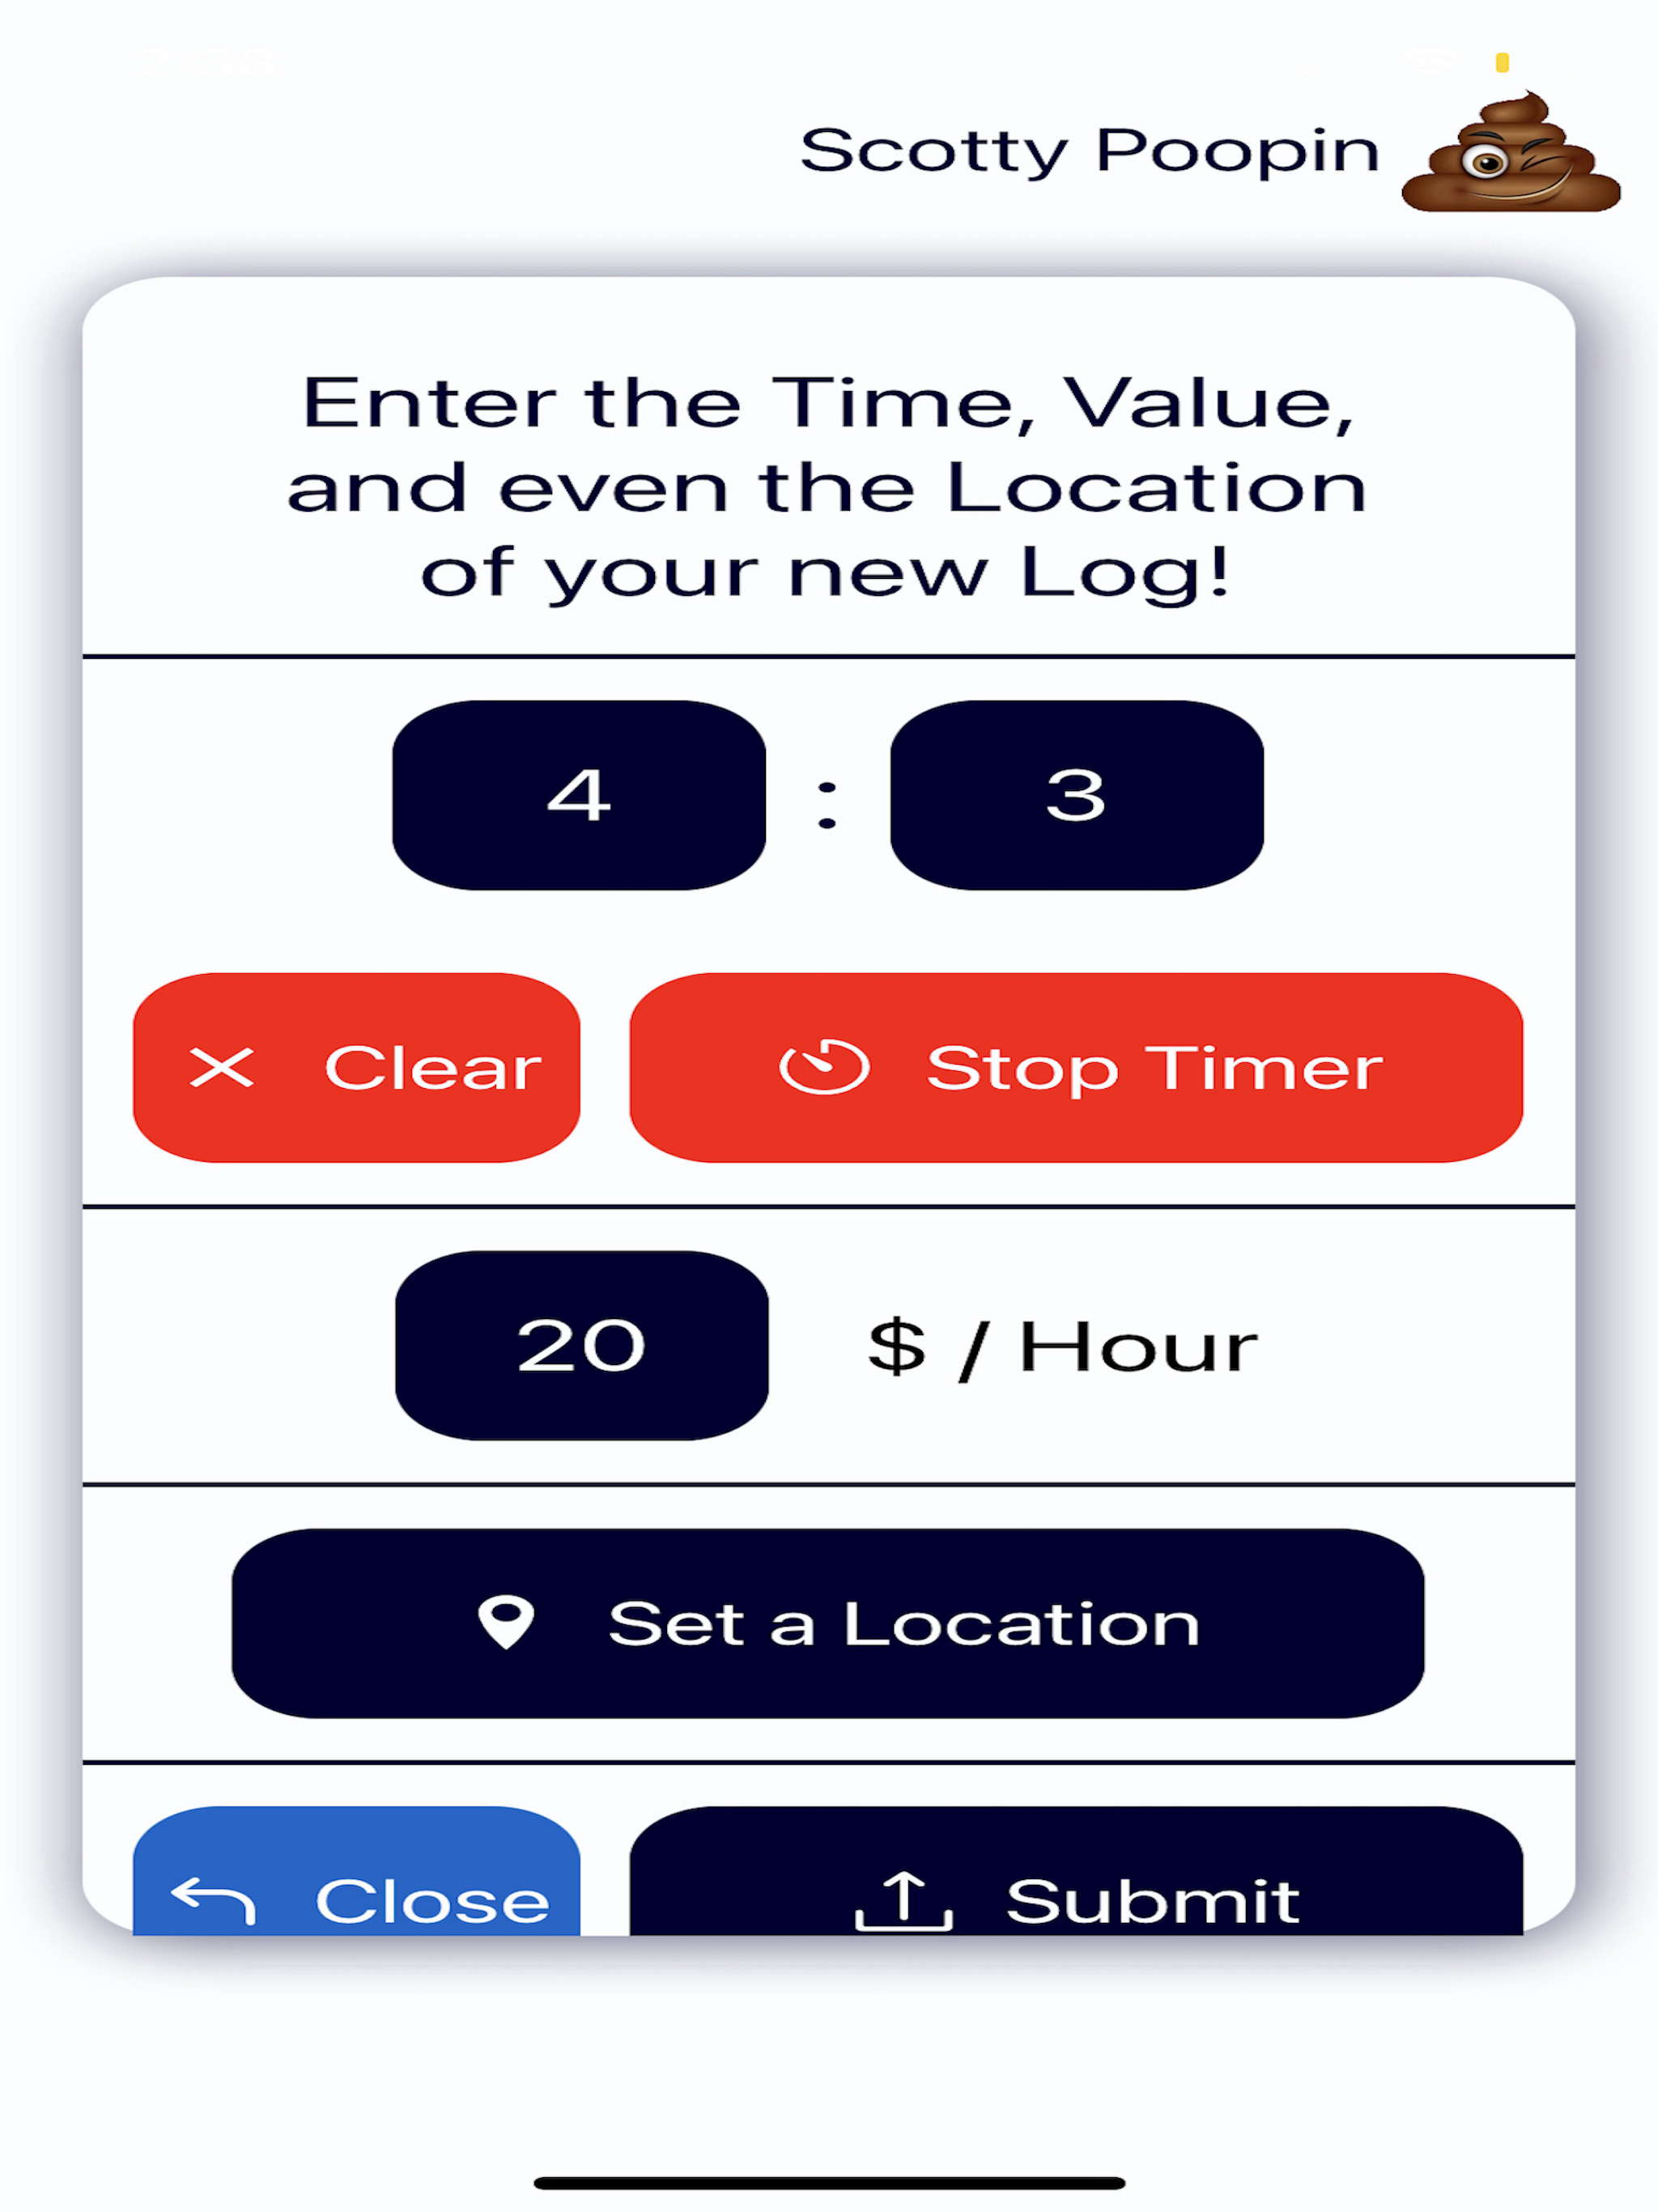 Scotty Poopin
Enter the Time, Value,
and even the Location
of your new Log!
4 : 3
Clear
Stop Timer
20 $ / Hour
Set a Location
Close
Submit